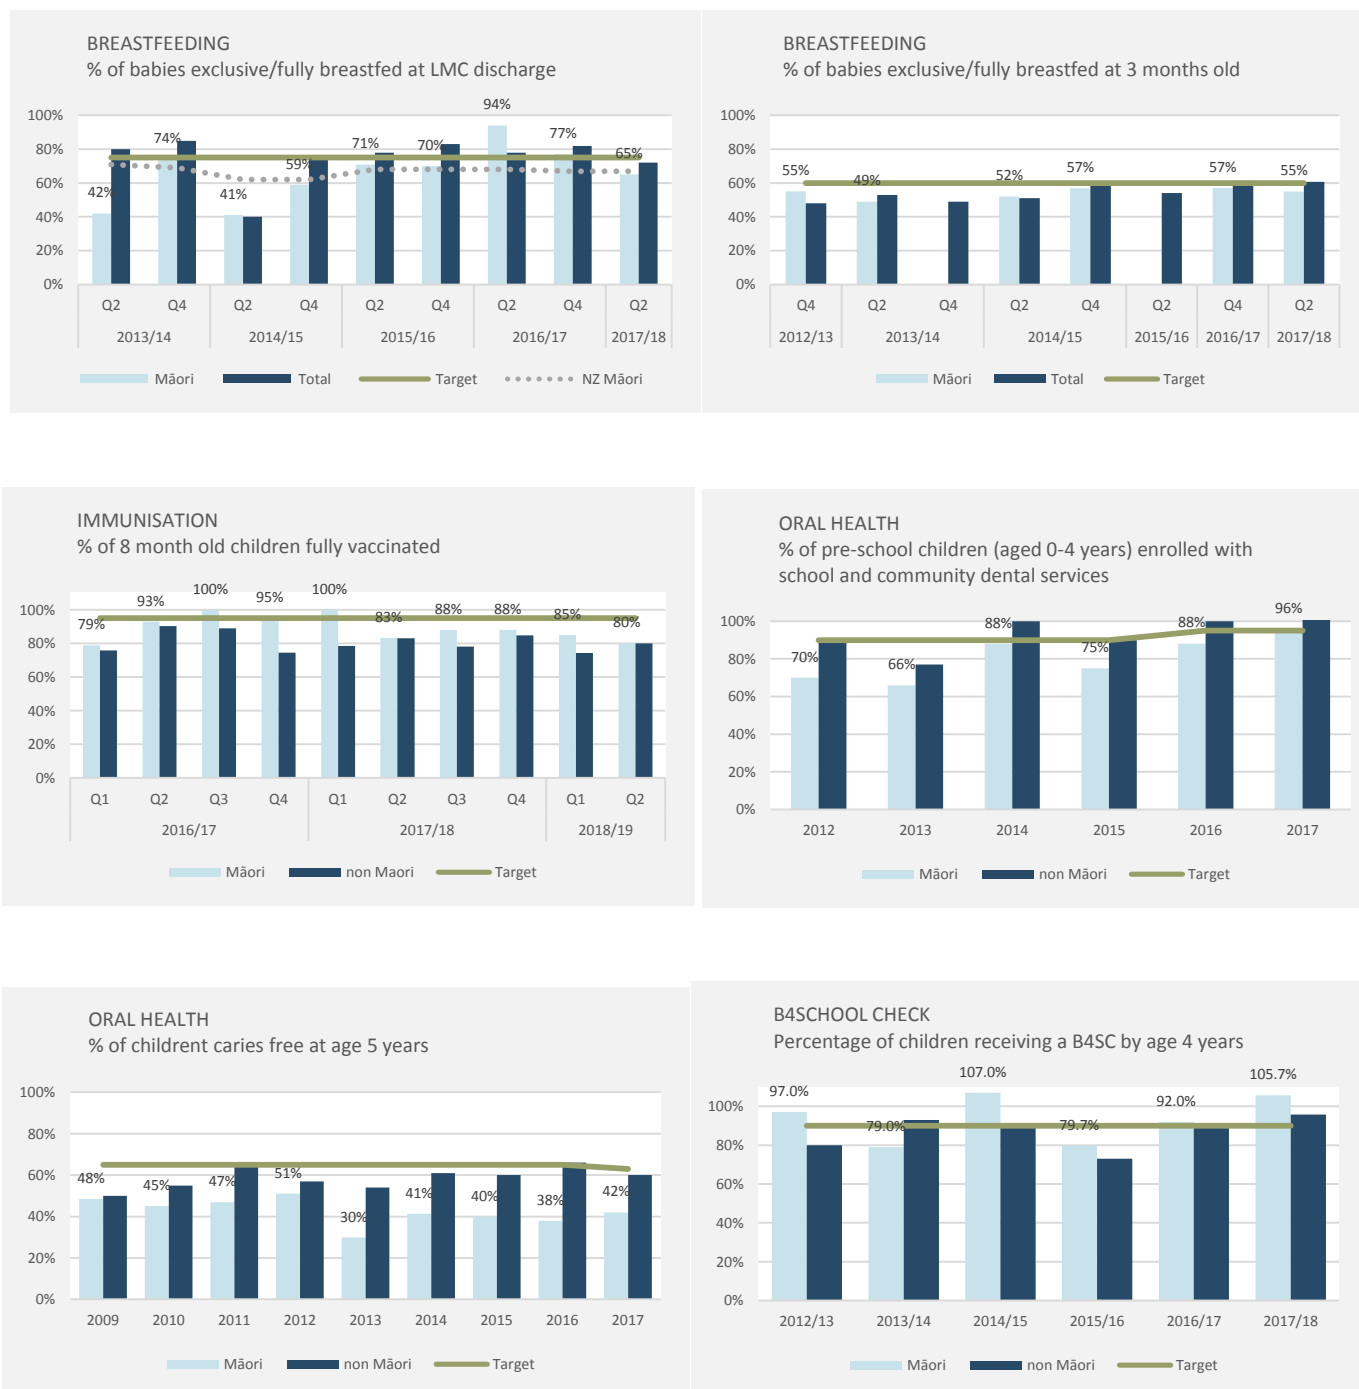 BREASTFEEDING
% of babies exclusive/fully breastfed at LMC discharge
94%
100%
74%
71%
70%
77%
80%
42%
59%
65%
60%
41%
40%
20%
0%
Q2 Q4 Q2 Q4 Q2 Q4 Q2 Q4 Q2
2013/14 2014/15 2015/16 2016/17 2017/18
Māori Total Target NZ Māori
BREASTFEEDING
% of babies exclusive/fully breastfed at 3 months old
100%
80%
55% 49% 52% 57% 57% 55%
60%
40%
20%
0%
Q4 Q2 Q4 Q2 Q4 Q2 Q4 Q2
2012/13 2013/14 2014/15 2015/16 2016/17 2017/18
Māori Total Target
IMMUNISATION
% of 8 month old children fully vaccinated
79% 93% 100% 95% 100% 83% 88% 88% 85% 80%
100%
80%
60%
40%
20%
0%
Q1 Q2 Q3 Q4 Q1 Q2 Q3 Q4 Q1 Q2
2016/17 2017/18 2018/19
Māori non Maori Target
ORAL HEALTH
% of pre-school children (aged 0-4 years) enrolled with
school and community dental services
70% 66% 88% 75% 88% 96%
100%
80%
60%
40%
20%
0%
2012 2013 2014 2015 2016 2017
Māori non Māori Target
ORAL HEALTH
% of childrent caries free at age 5 years
100%
80%
48% 45% 47% 51% 30% 41% 40% 38% 42%
60%
40%
20%
0%
2009 2010 2011 2012 2013 2014 2015 2016 2017
Māori non Māori Target
B4SCHOOL CHECK
Percentage of children receiving a B4SC by age 4 years
97.0% 79.0% 107.0% 79.7% 92.0% 105.7%
100%
80%
60%
40%
20%
0%
2012/13 2013/14 2014/15 2015/16 2016/17 2017/18
Māori non Māori Target